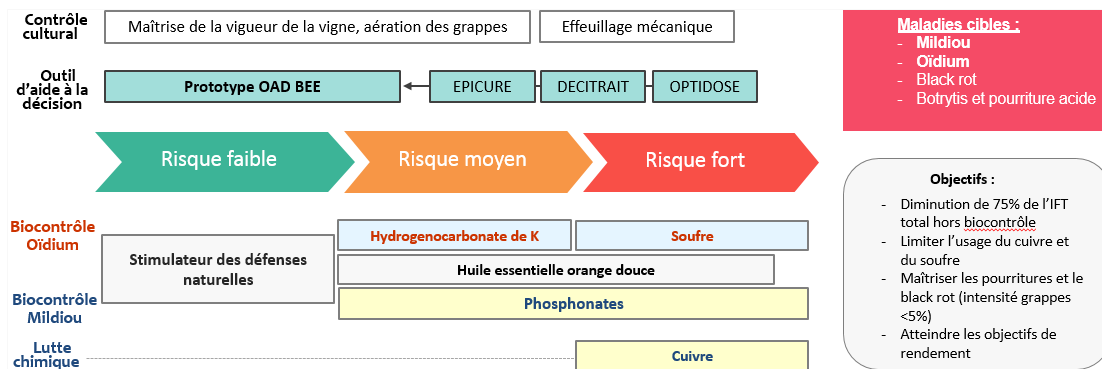 Contrôle
cultural
Maîtrise de la vigueur de la vigne, aération des grappes
Effeuillage mécanique
Outil
d'aide à la
décision
Prototype OAD BEE
EPICURE
DECITRAIT
OPTIDOSE
Risque faible
Risque moyen
Risque fort
Biocontrôle
Oïdium
Stimulateur des défenses
naturelles
Hydrogenocarbonate de K
Soufre
Huile essentielle orange douce
Biocontrôle
Mildiou
Phosphonates
Lutte
chimique
Cuivre
Maladies cibles :
- Mildiou
- Oïdium
- Black rot
- Botrytis et pourriture acide
Objectifs :
- Diminution de 75% de l'IFT
total hors biocontrôle
- Limiter l'usage du cuivre et
du soufre
- Maîtriser les pourritures et le
black rot (intensité grappes
<5%)
- Atteindre les objectifs de
rendement